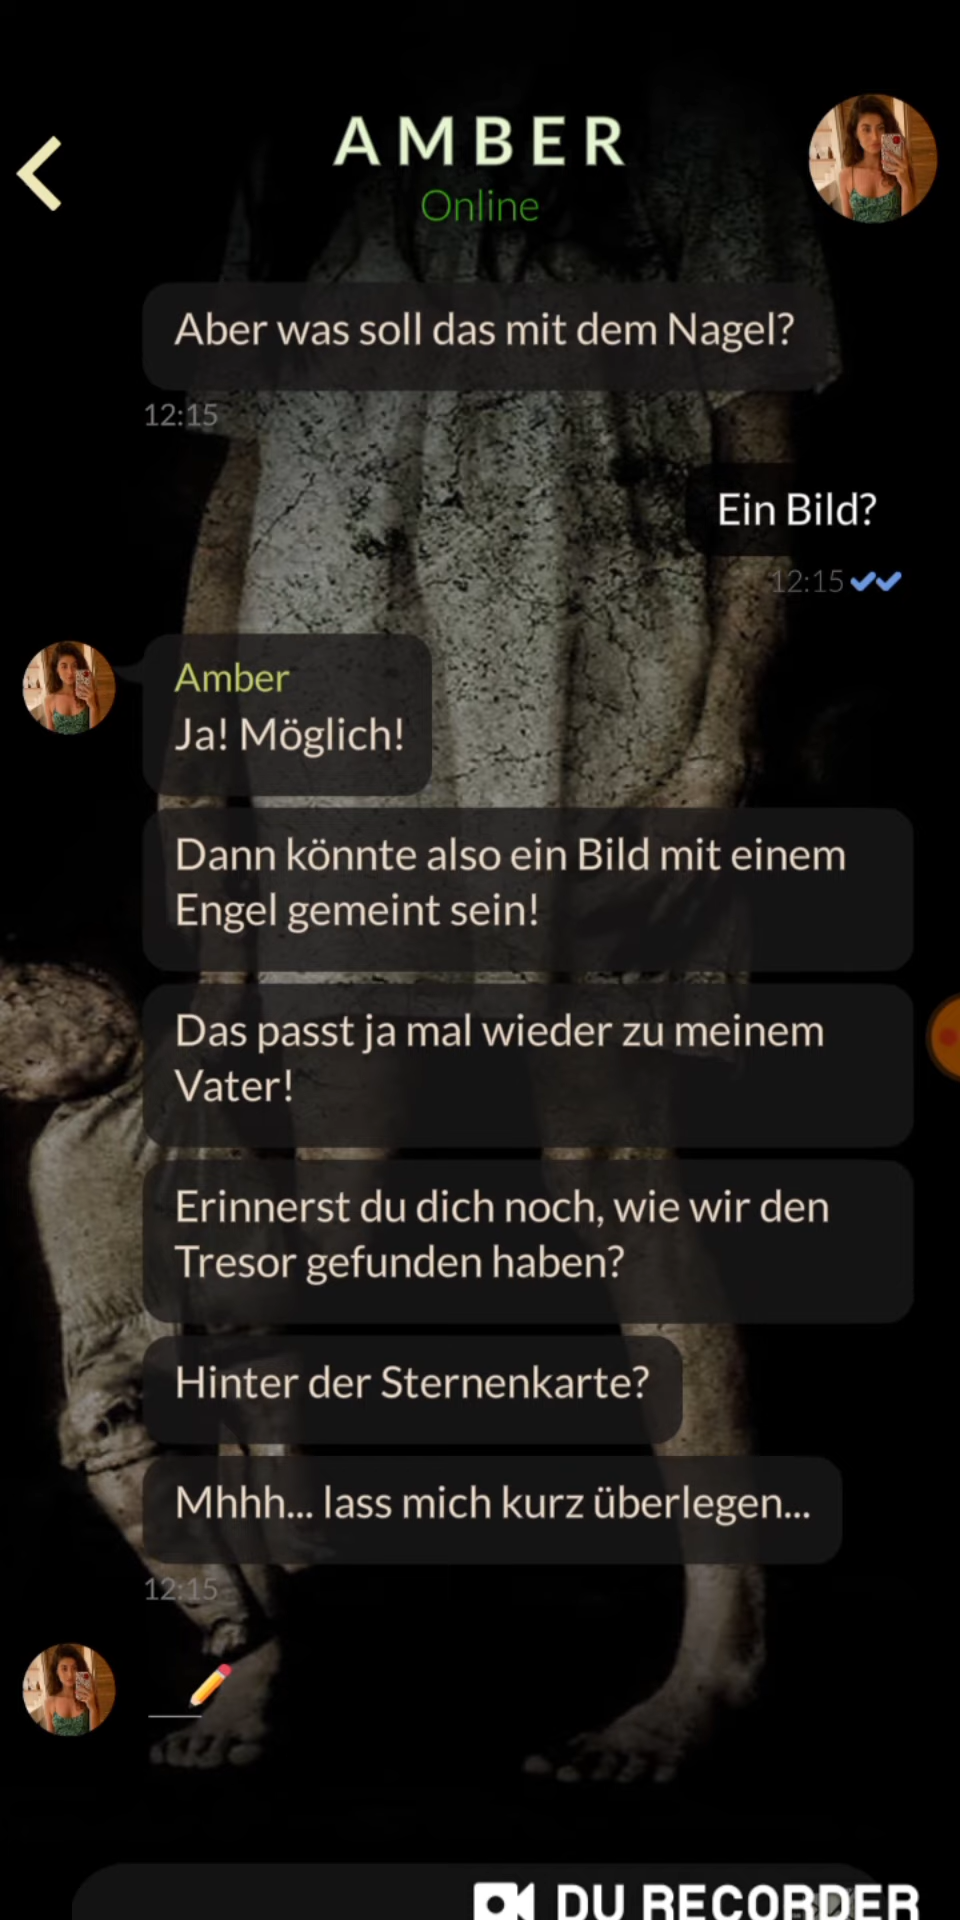 AMBER
Online
Aber was soll das mit dem Nagel?
12:15
Ein Bild?
12:15
Amber
Ja! Möglich!
Dann könnte also ein Bild mit einem
Engel gemeint sein!
Das passt ja mal wieder zu meinem
Vater!
Erinnerst du dich noch, wie wir den
Tresor gefunden haben?
Hinter der Sternenkarte?
Mhhh... lass mich kurz überlegen...
12:15
DU RECORDER